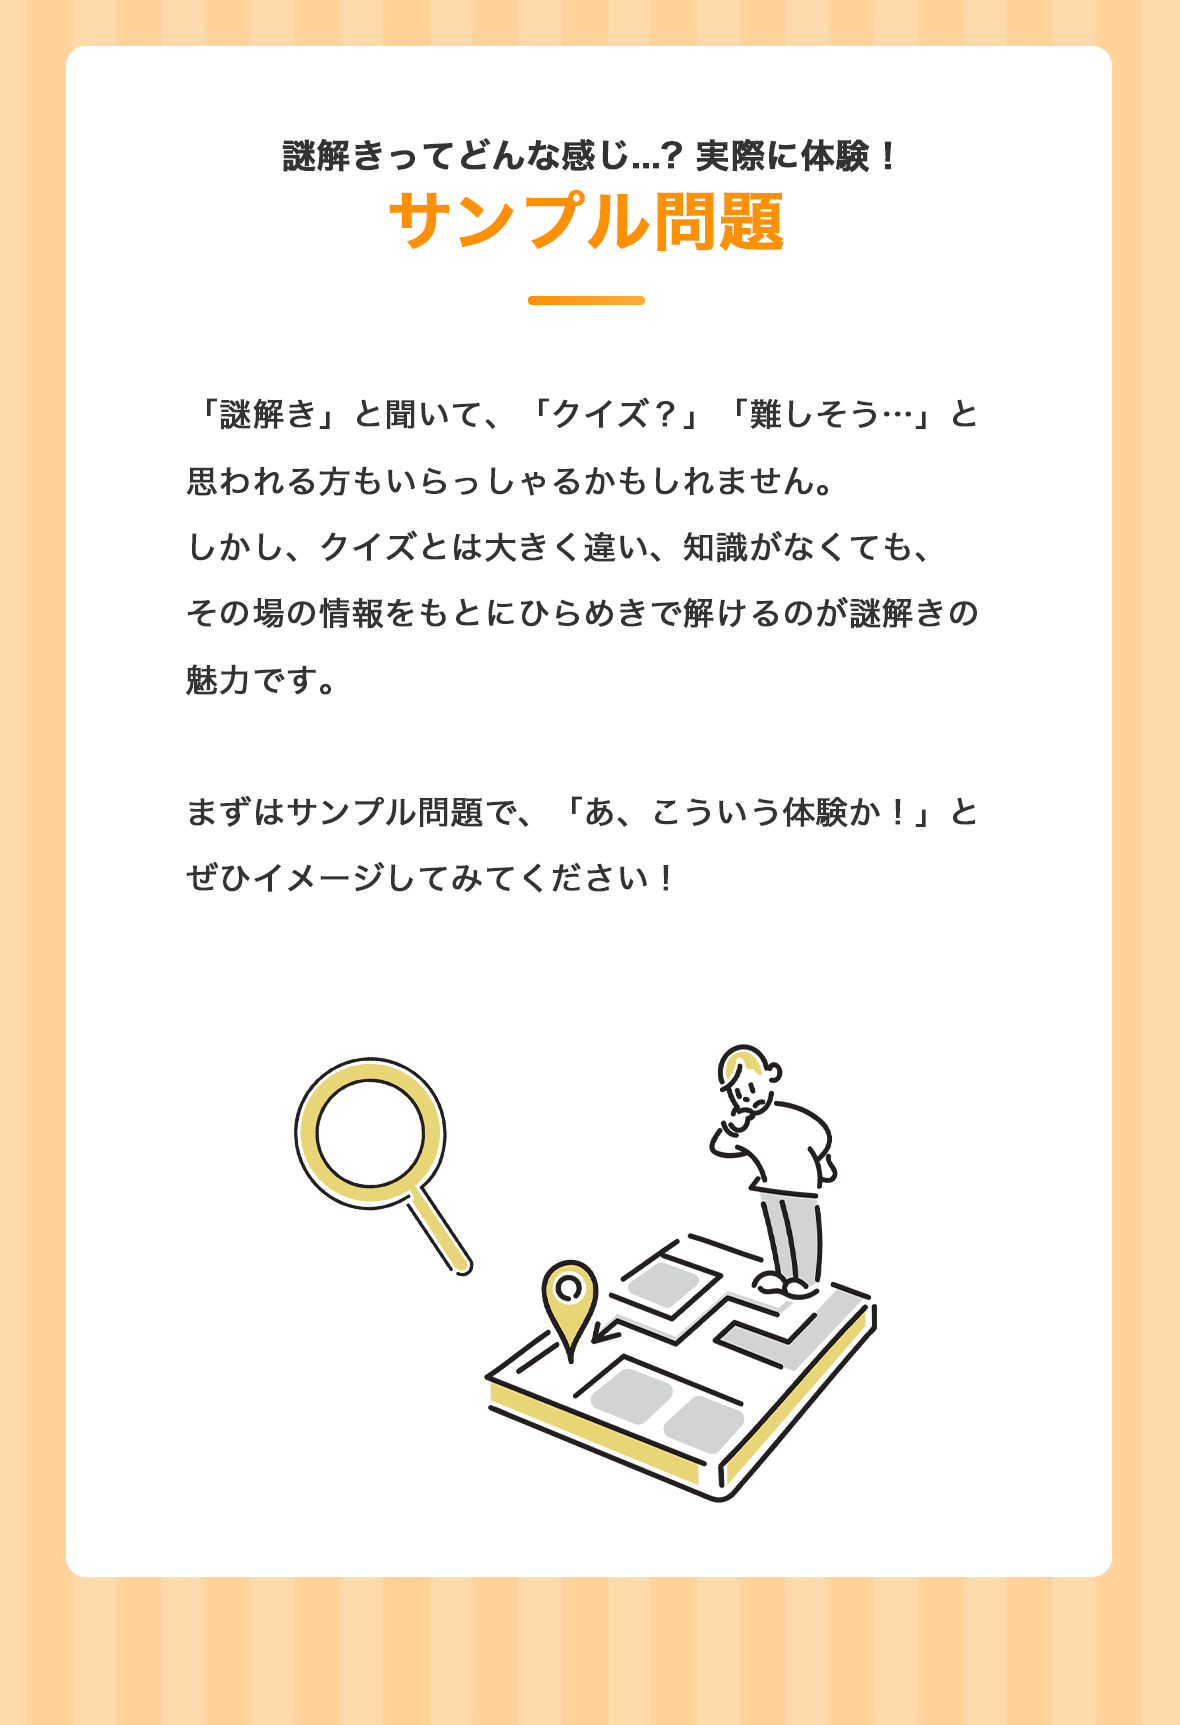 謎解きってどんな感じ…? 実際に体験！
サンプル問題
「謎解き」と聞いて、「クイズ？」「難しそう…」と
思われる方もいらっしゃるかもしれません。
しかし、クイズとは大きく違い、知識がなくても、
その場の情報をもとにひらめきで解けるのが謎解きの
魅力です。
まずはサンプル問題で、「あ、こういう体験か！」と
ぜひイメージしてみてください！